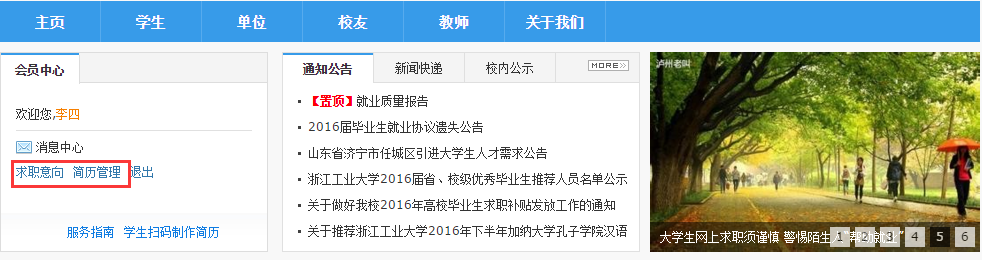 主页 学生 单位 校友 教师 关于我们
会员中心
欢迎您,李四
消息中心
求职意向 简历管理 退出
服务指南 学生扫码制作简历
通知公告 新闻快递 校内公示 MORE>>
【置顶】就业质量报告
2016届毕业生就业协议遗失公告
山东省济宁市任城区引进大学生人才需求公告
浙江工业大学2016届省、校级优秀毕业生推荐人员名单公示
关于做好我校2016年高校毕业生求职补贴发放工作的通知
关于推荐浙江工业大学2016年下半年加纳大学孔子学院汉语
泸州老叫
大学生网上求职须谨慎 警惕陌生人"帮助就业"
1 2 3 4 5 6